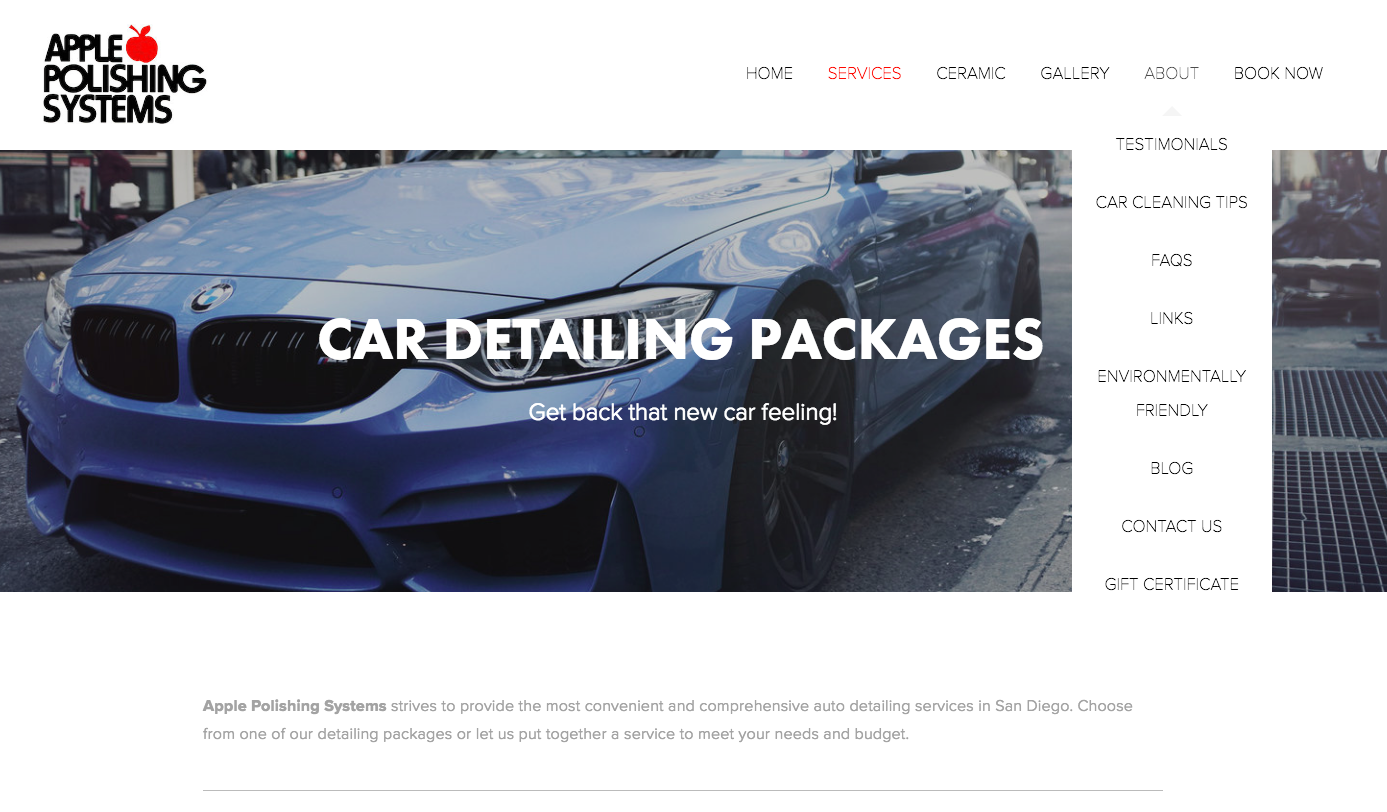 APPLE
POLISHING
SYSTEMS
HOME SERVICES CERAMIC GALLERY ABOUT BOOK NOW
TESTIMONIALS
CAR CLEANING TIPS
FAQS
LINKS
ENVIRONMENTALLY
FRIENDLY
BLOG
CONTACT US
GIFT CERTIFICATE
CAR DETAILING PACKAGES
Get back that new car feeling!
Apple Polishing Systems strives to provide the most convenient and comprehensive auto detailing services in San Diego. Choose
from one of our detailing packages or let us put together a service to meet your needs and budget.